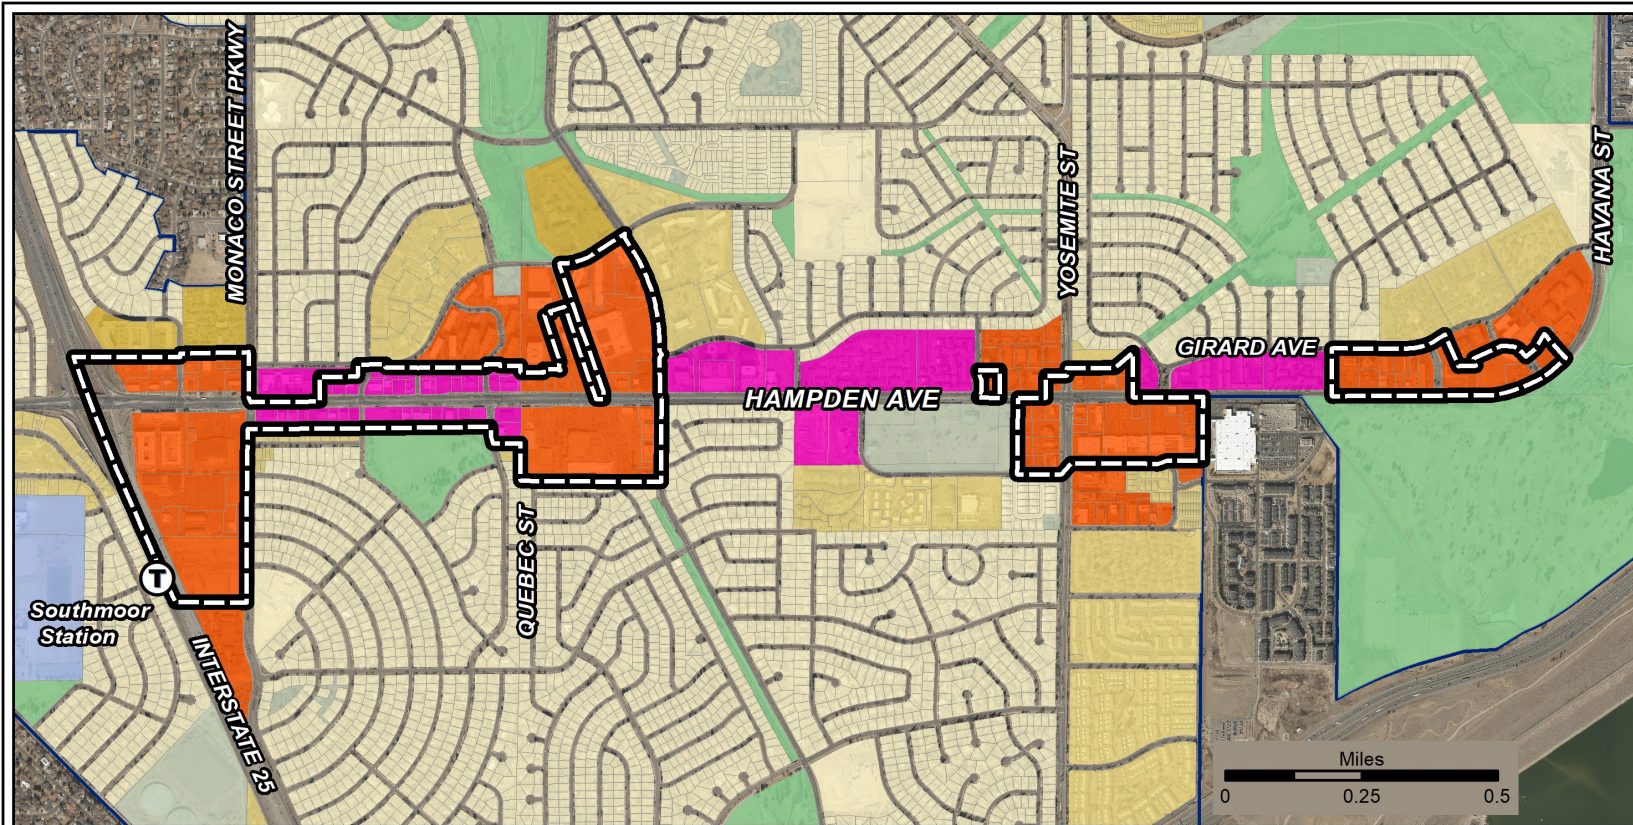 MONACO STREET PKWY
YOSEMITE ST
HAVANA ST
GIRARD AVE
HAMPDEN AVE
QUEBEC ST
T
Southmoor
Station
INTERSTATE 25
Miles
0
0.25
0.5